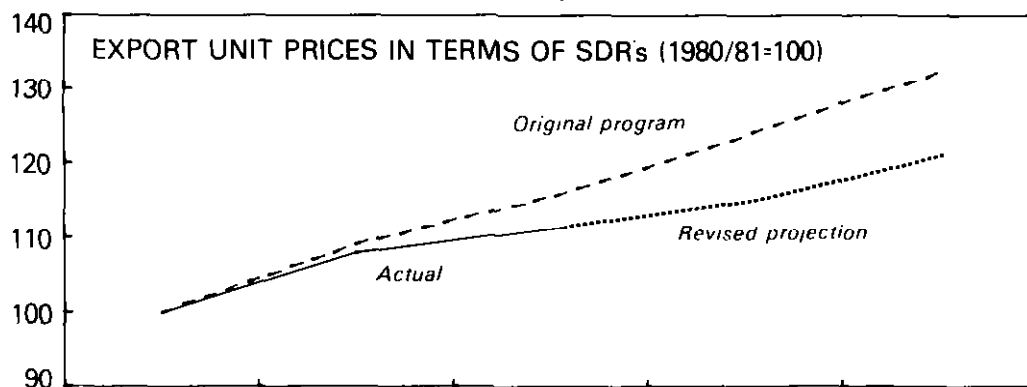 140
EXPORT UNIT PRICES IN TERMS OF SDR's (1980/81=100)
130
Original program
120
110
Revised projection
Actual
100
90